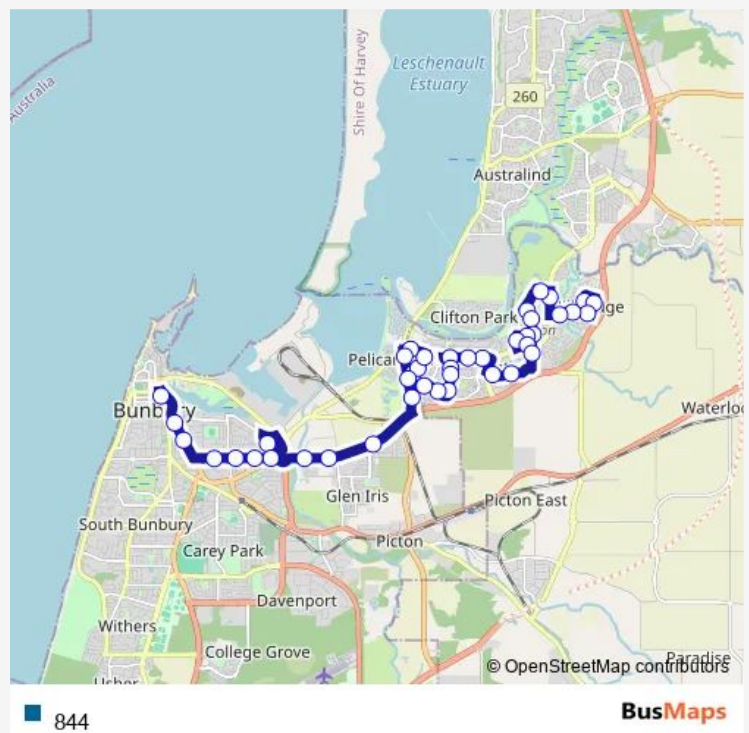 Leschenault
Estuary
Shire Of Harvey
Australia
260
Australind
Clifton Park
Bunbury
Waterloo
Glen Iris
Picton East
South Bunbury
Picton
Carey Park
Davenport
Withers
College Grove
Paradise
Usher
© OpenStreetMap contributors
844
BusMaps